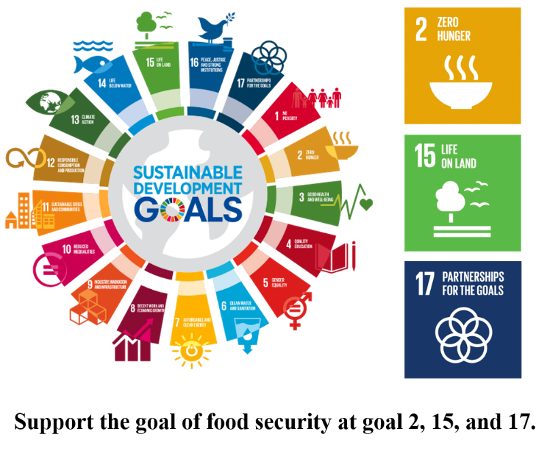 SUSTAINABLE
DEVELOPMENT
GOALS
1 NO
POVERTY
2 ZERO
HUNGER
3 GOOD HEALTH
AND WELL-BEING
4 QUALITY
EDUCATION
5 GENDER
EQUALITY
6 CLEAN WATER
AND SANITATION
7 AFFORDABLE AND
CLEAN ENERGY
8 DECENT WORK AND
ECONOMIC GROWTH
9 INDUSTRY, INNOVATION
AND INFRASTRUCTURE
10 REDUCED
INEQUALITIES
11 SUSTAINABLE CITIES
AND COMMUNITIES
12 RESPONSIBLE
CONSUMPTION
AND PRODUCTION
13 CLIMATE
ACTION
14 LIFE
BELOW WATER
15 LIFE
ON LAND
16 PEACE, JUSTICE
AND STRONG
INSTITUTIONS
17 PARTNERSHIPS
FOR THE GOALS
2 ZERO
HUNGER
15 LIFE
ON LAND
17 PARTNERSHIPS
FOR THE GOALS
Support the goal of food security at goal 2, 15, and 17.